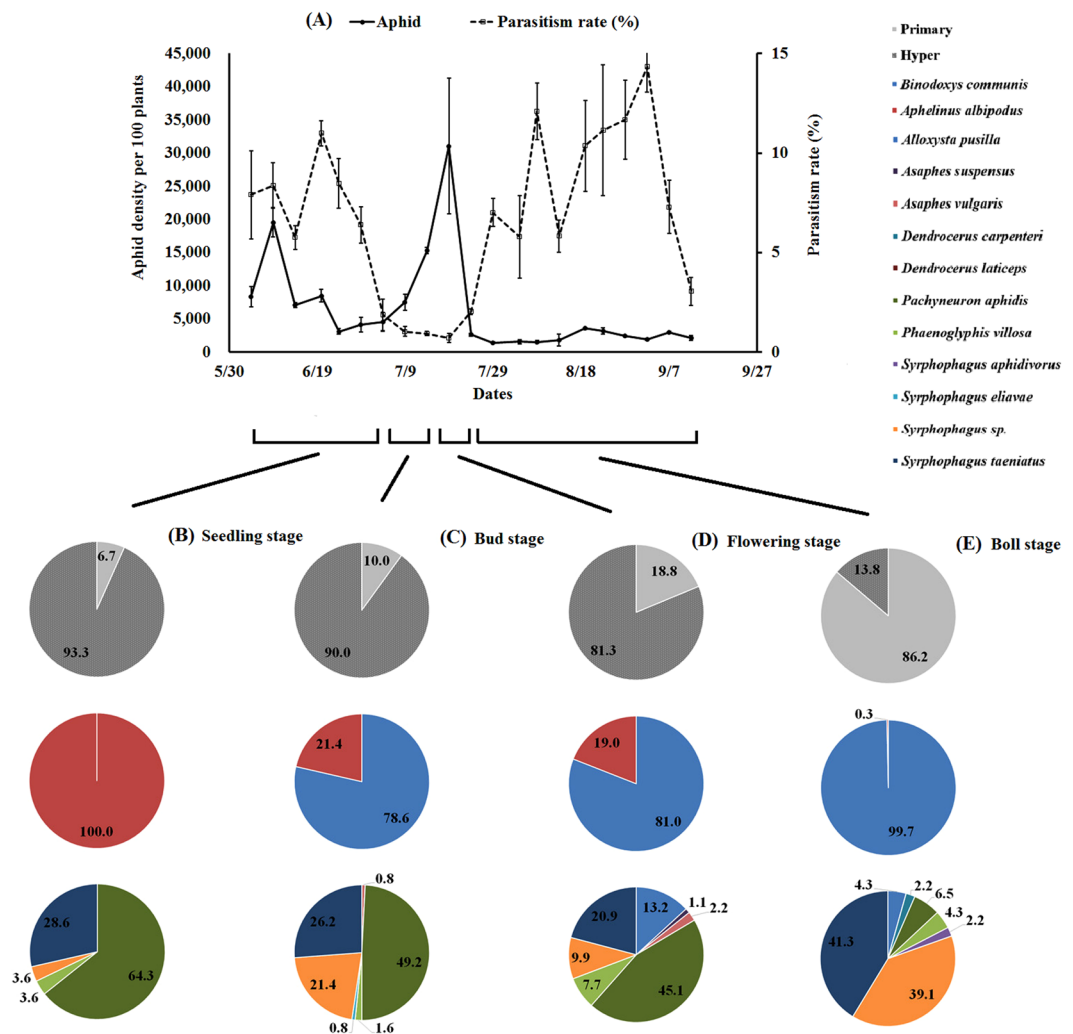 (A)
Aphid
Parasitism rate (%)
45,000
40,000
35,000
30,000
25,000
20,000
15,000
10,000
5,000
0
Aphid density per 100 plants
15
10
5
0
Parasitism rate (%)
5/30
6/19
7/9
7/29
8/18
9/7
9/27
Dates
Primary
Hyper
Binodoxys communis
Aphelinus albipodus
Alloxysta pusilla
Asaphes suspensus
Asaphes vulgaris
Dendrocerus carpenteri
Dendrocerus laticeps
Pachyneuron aphidis
Phaenoglyphis villosa
Syrphophagus aphidivorus
Syrphophagus eliavae
Syrphophagus sp.
Syrphophagus taeniatus
(B) Seedling stage
(C) Bud stage
(D) Flowering stage
(E) Boll stage
6.7
93.3
10.0
90.0
18.8
81.3
13.8
86.2
100.0
21.4
78.6
19.0
81.0
0.3
99.7
28.6
3.6
3.6
64.3
0.8
26.2
21.4
49.2
0.8
1.6
20.9
13.2
1.1
2.2
9.9
7.7
45.1
4.3
2.2
6.5
4.3
2.2
41.3
39.1